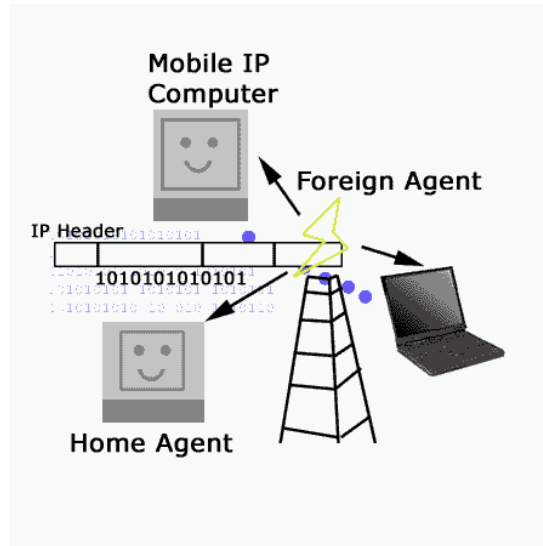 Mobile IP
Computer
Foreign Agent
IP Header
1010101010101
Home Agent